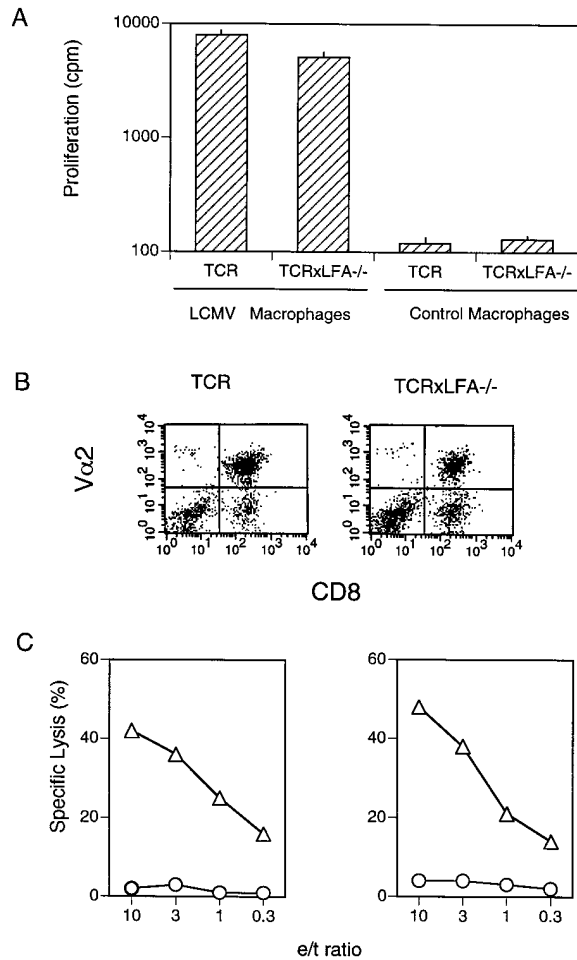 A
Proliferation (cpm)
10000
1000
100
TCR TCRxLFA-/- TCR TCRxLFA-/-
LCMV Macrophages Control Macrophages
B
TCR TCRxLFA-/-
Vα2
10⁴ 10³ 10² 10¹ 10⁰
10⁴ 10³ 10² 10¹ 10⁰
10⁰ 10¹ 10² 10³ 10⁴ 10⁰ 10¹ 10² 10³ 10⁴
CD8
C
Specific Lysis (%)
60 60
40 40
20 20
0 0
10 3 1 0.3 10 3 1 0.3
e/t ratio